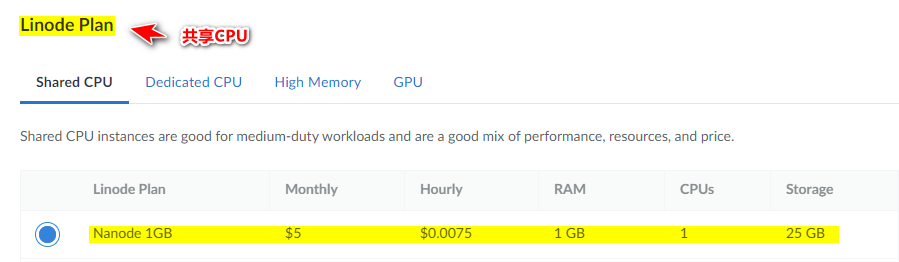 Linode Plan
共享CPU
Shared CPU Dedicated CPU High Memory GPU
Shared CPU instances are good for medium-duty workloads and are a good mix of performance, resources, and price.
Linode Plan Monthly Hourly RAM CPUs Storage
Nanode 1GB $5 $0.0075 1 GB 1 25 GB